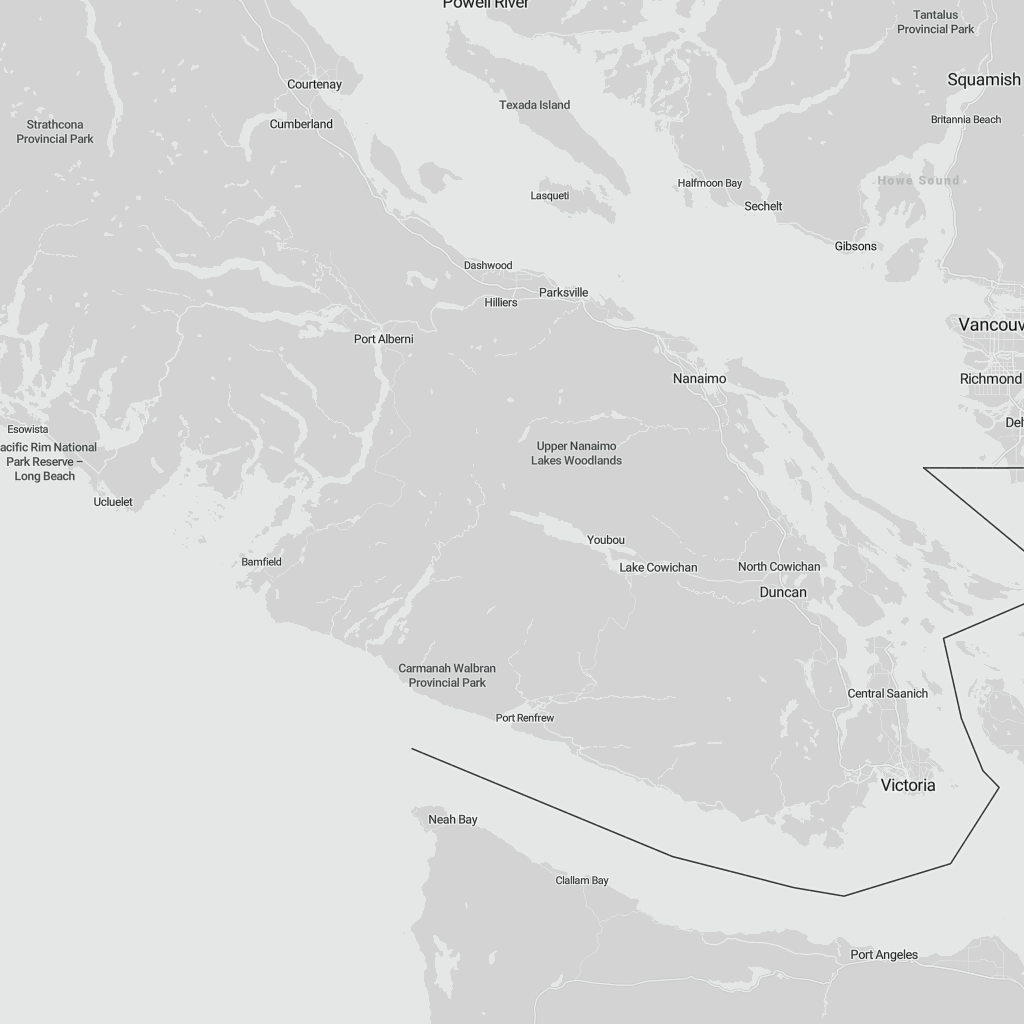 Powell River
Tantalus
Provincial Park
Squamish
Courtenay
Texada Island
Cumberland
Britannia Beach
Strathcona
Provincial Park
Howe Sound
Halfmoon Bay
Lasqueti
Sechelt
Gibsons
Dashwood
Parksville
Hilliers
Vancouv
Port Alberni
Nanaimo
Richmond
Del
Esowista
acific Rim National
Park Reserve –
Long Beach
Upper Nanaimo
Lakes Woodlands
Ucluelet
Youbou
Bamfield
Lake Cowichan
North Cowichan
Duncan
Carmanah Walbran
Provincial Park
Central Saanich
Port Renfrew
Victoria
Neah Bay
Clallam Bay
Port Angeles